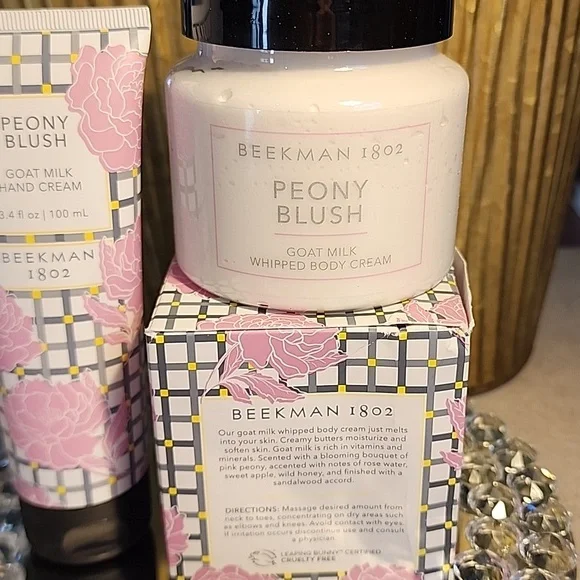 PEONY
BLUSH
GOAT MILK
HAND CREAM
3.4 fl oz | 100 mL
BEEKMAN
1802
BEEKMAN 1802
PEONY
BLUSH
GOAT MILK
WHIPPED BODY CREAM
BEEKMAN 1802
Our goat milk whipped body cream just melts
into your skin. Creamy butters moisturize and
soften skin. Goat milk is rich in vitamins and
minerals. Scented with a blooming bouquet of
pink peony, accented with notes of rose water,
sweet apple, wild honey, and finished with a
sandalwood accord.
DIRECTIONS: Massage desired amount from
neck to toes, concentrating on dry areas such
as elbows and knees. Avoid contact with eyes.
If irritation occurs discontinue use and consult
a physician.
LEAPING BUNNY CERTIFIED
CRUELTY FREE